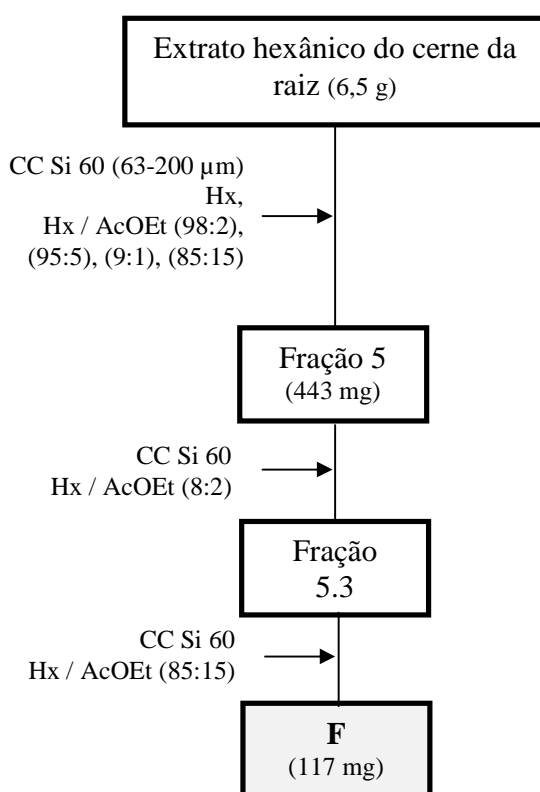 Extrato hexânico do cerne da
raiz (6,5 g)
CC Si 60 (63-200 µm)
Hx,
Hx / AcOEt (98:2),
(95:5), (9:1), (85:15)
Fração 5
(443 mg)
CC Si 60
Hx / AcOEt (8:2)
Fração
5.3
CC Si 60
Hx / AcOEt (85:15)
F
(117 mg)